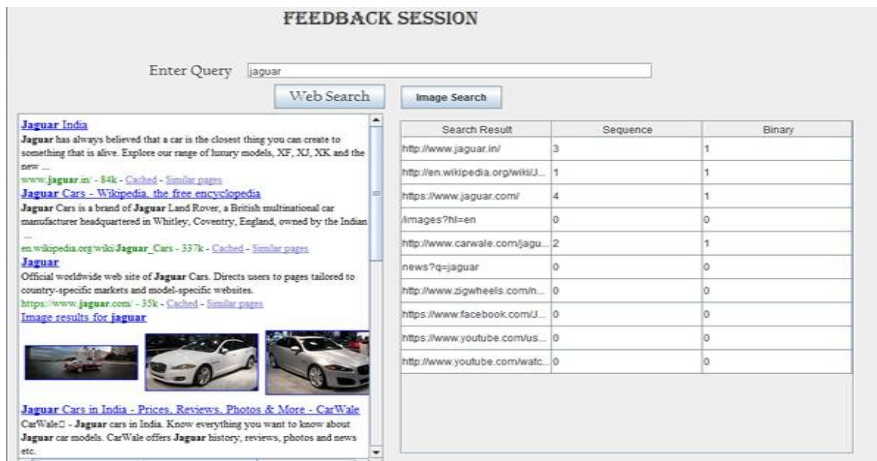 FEEDBACK SESSION
Enter Query jaguar
Web Search Image Search
Jaguar India
Jaguar has always believed that a car is the closest thing you can create to
something that is alive. Explore our range of luxury models, XF, XJ, XK and the
new ...
www.jaguar.in/ - 84k - Cached - Similar pages
Jaguar Cars - Wikipedia, the free encyclopedia
Jaguar Cars is a brand of Jaguar Land Rover, a British multinational car
manufacturer headquartered in Whitley, Coventry, England, owned by the Indian
...
en.wikipedia.org/wiki/Jaguar_Cars - 337k - Cached - Similar pages
Jaguar
Official worldwide web site of Jaguar Cars. Directs users to pages tailored to
country-specific markets and model-specific websites.
https://www.jaguar.com/ - 35k - Cached - Similar pages
Image results for jaguar
Jaguar Cars in India - Prices, Reviews, Photos & More - CarWale
CarWale□ - Jaguar cars in India. Know everything you want to know about
Jaguar car models. CarWale offers Jaguar history, reviews, photos and news
etc.
Search Result Sequence Binary
http://www.jaguar.in/ 3 1
http://en.wikipedia.org/wiki/J... 1 1
https://www.jaguar.com/ 4 1
/images?hl=en 0 0
http://www.carwale.com/jagu... 2 1
news?q=jaguar 0 0
http://www.zigwheels.com/n... 0 0
https://www.facebook.com/J... 0 0
https://www.youtube.com/us... 0 0
http://www.youtube.com/watc... 0 0